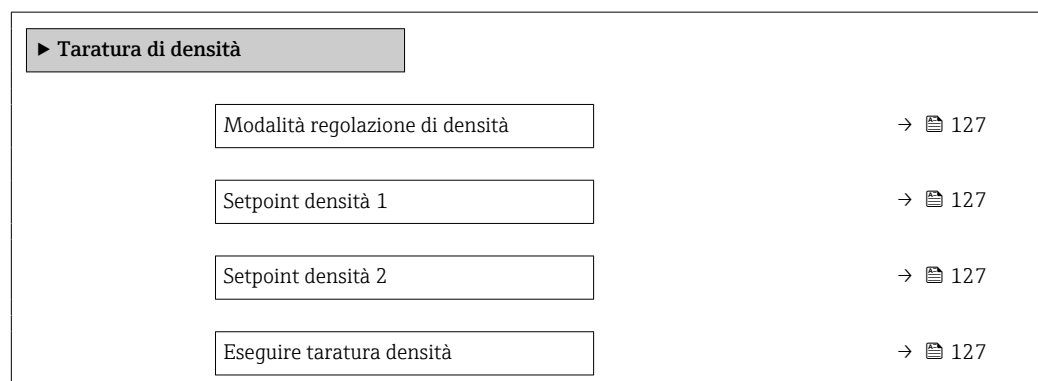 ▶ Taratura di densità
Modalità regolazione di densità → 127
Setpoint densità 1 → 127
Setpoint densità 2 → 127
Eseguire taratura densità → 127